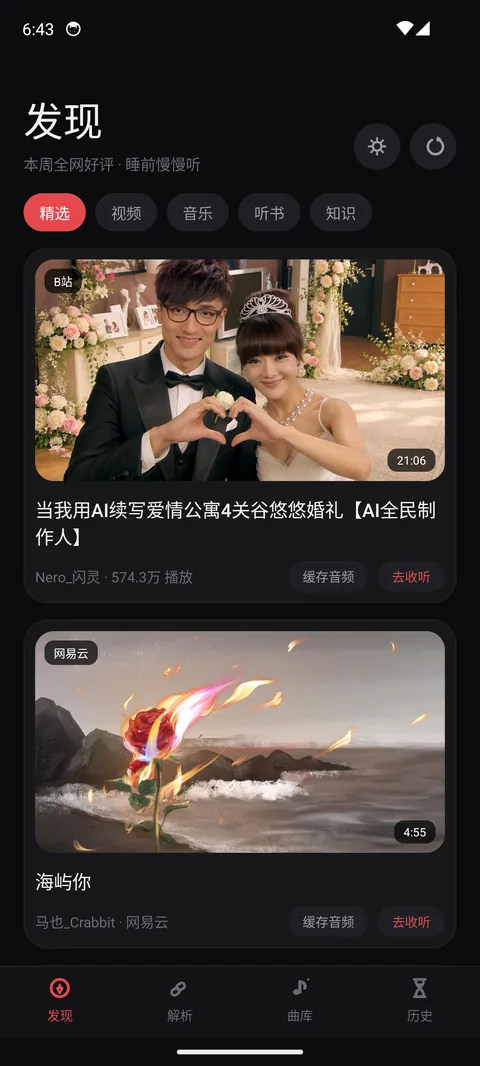 6:43
发现
本周全网好评 · 睡前慢慢听
精选
视频
音乐
听书
知识
B站
21:06
当我用AI续写爱情公寓4关谷悠悠婚礼【AI全民制
作人】
Nero_闪灵 · 574.3万 播放
缓存音频
去收听
网易云
4:55
海屿你
马也_Crabbit · 网易云
缓存音频
去收听
发现
解析
曲库
历史